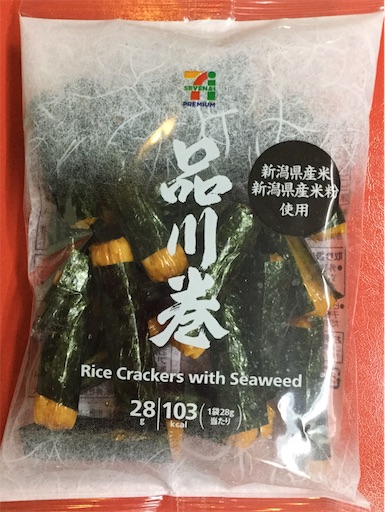 7i
SEVEN&i
PREMIUM
新潟県産米
新潟県産米粉
使用
品川巻
Rice Crackers with Seaweed
28g
103kcal
(1袋28g当たり)